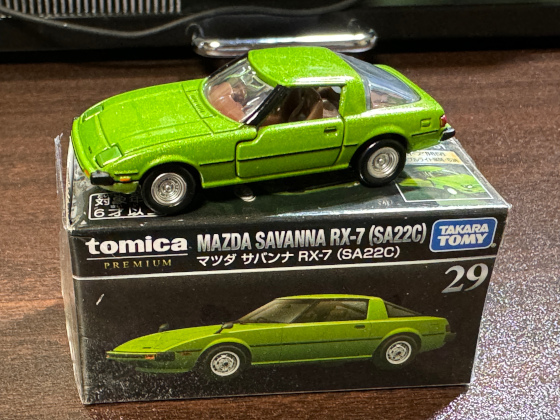 tomica
PREMIUM
MAZDA SAVANNA RX-7 (SA22C)
マツダ サバンナ RX-7 (SA22C)
TAKARA TOMY
29